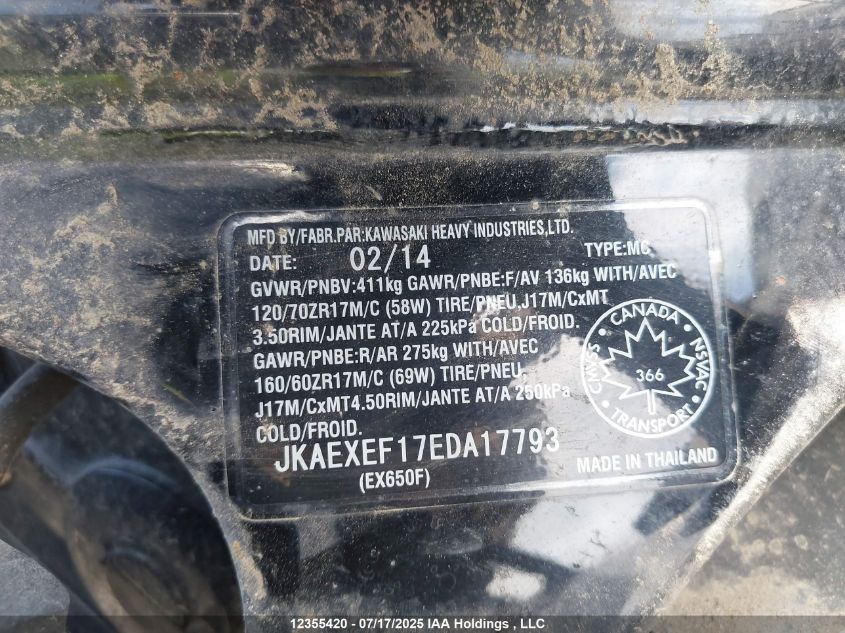 MFD BY/FABR.PAR:KAWASAKI HEAVY INDUSTRIES,LTD.
DATE: 02/14 TYPE:MC
GVWR/PNBV:411kg GAWR/PNBE:F/AV 136kg WITH/AVEC
120/70ZR17M/C (58W) TIRE/PNEU.J17M/CxMT
3.50RIM/JANTE AT/A 225kPa COLD/FROID.
GAWR/PNBE:R/AR 275kg WITH/AVEC
160/60ZR17M/C (69W) TIRE/PNEU.
J17M/CxMT4.50RIM/JANTE AT/A 250kPa
COLD/FROID.
CANADA
CMVSS NSVAC
366
TRANSPORT
JKAEXEF17EDA17793
(EX650F)
MADE IN THAILAND
12355420 - 07/17/2025 IAA Holdings , LLC